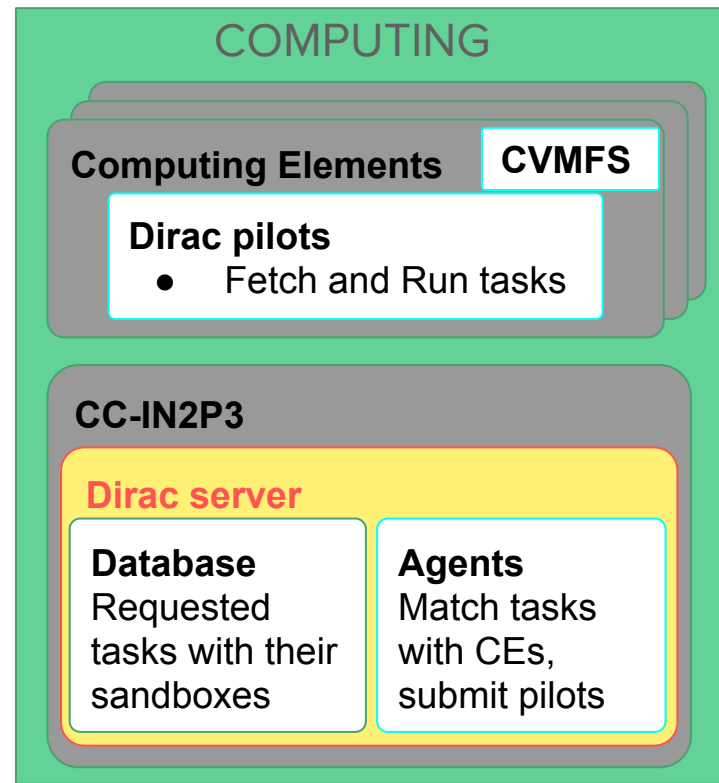 COMPUTING
Computing Elements
CVMFS
Dirac pilots
● Fetch and Run tasks
CC-IN2P3
Dirac server
Database
Requested
tasks with their
sandboxes
Agents
Match tasks
with CEs,
submit pilots